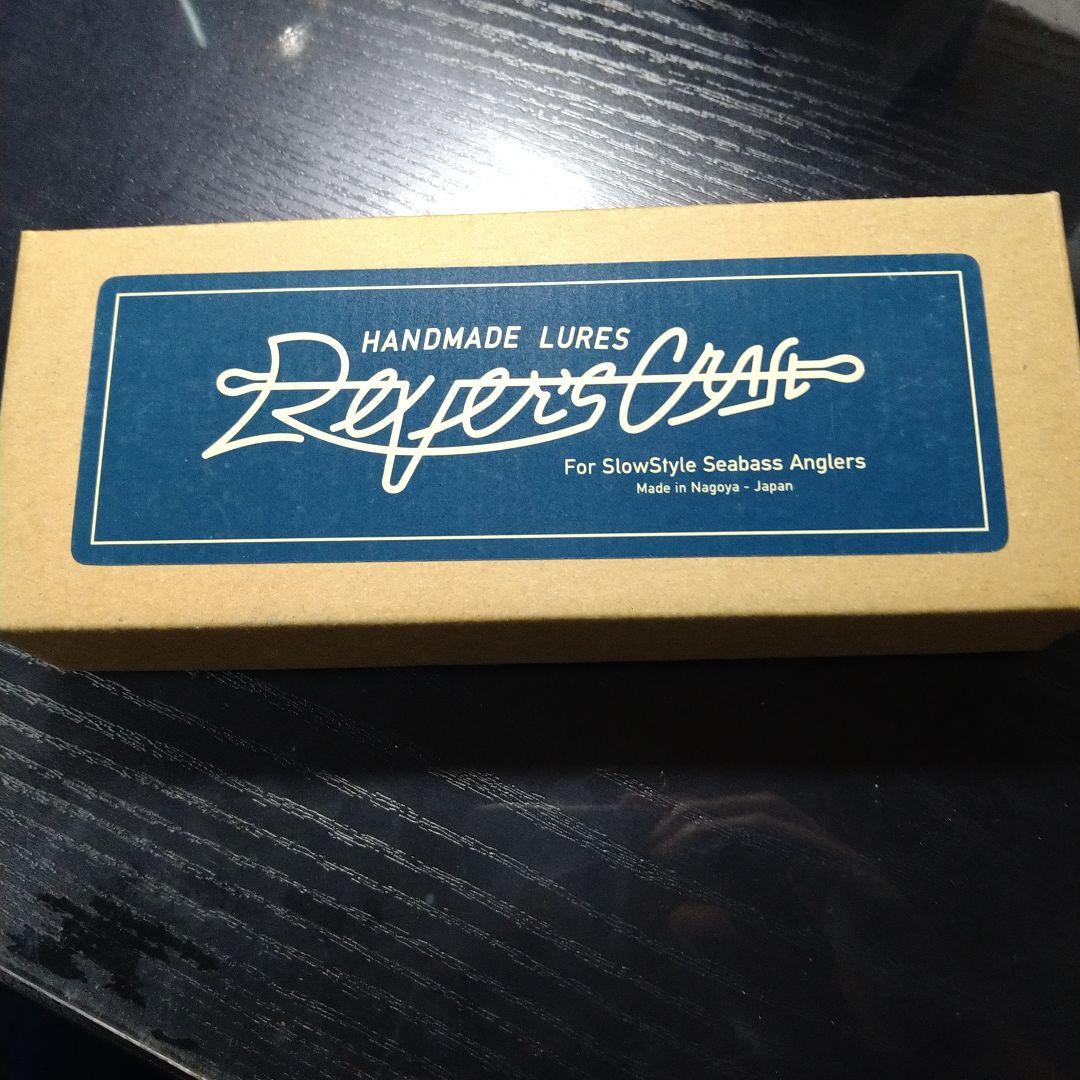 HANDMADE LURES
Reyer's Craft
For SlowStyle Seabass Anglers
Made in Nagoya - Japan